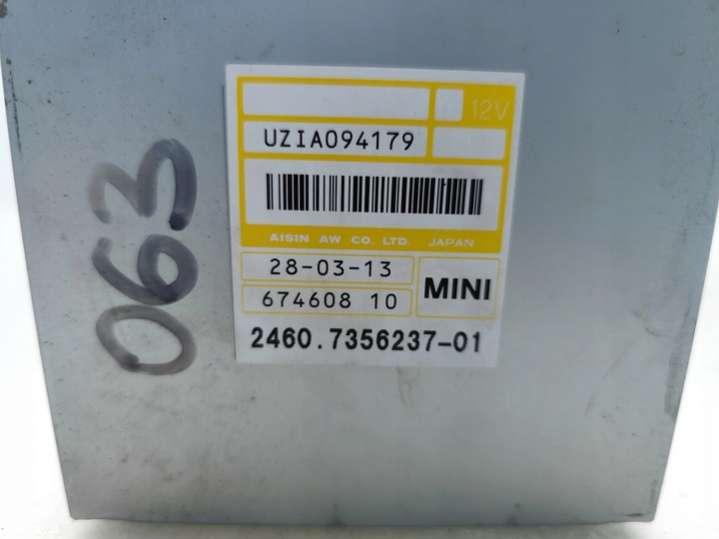 12V
UZIA094179
AISIN AW CO. LTD. JAPAN
28-03-13
674608 10
MINI
2460.7356237-01
063